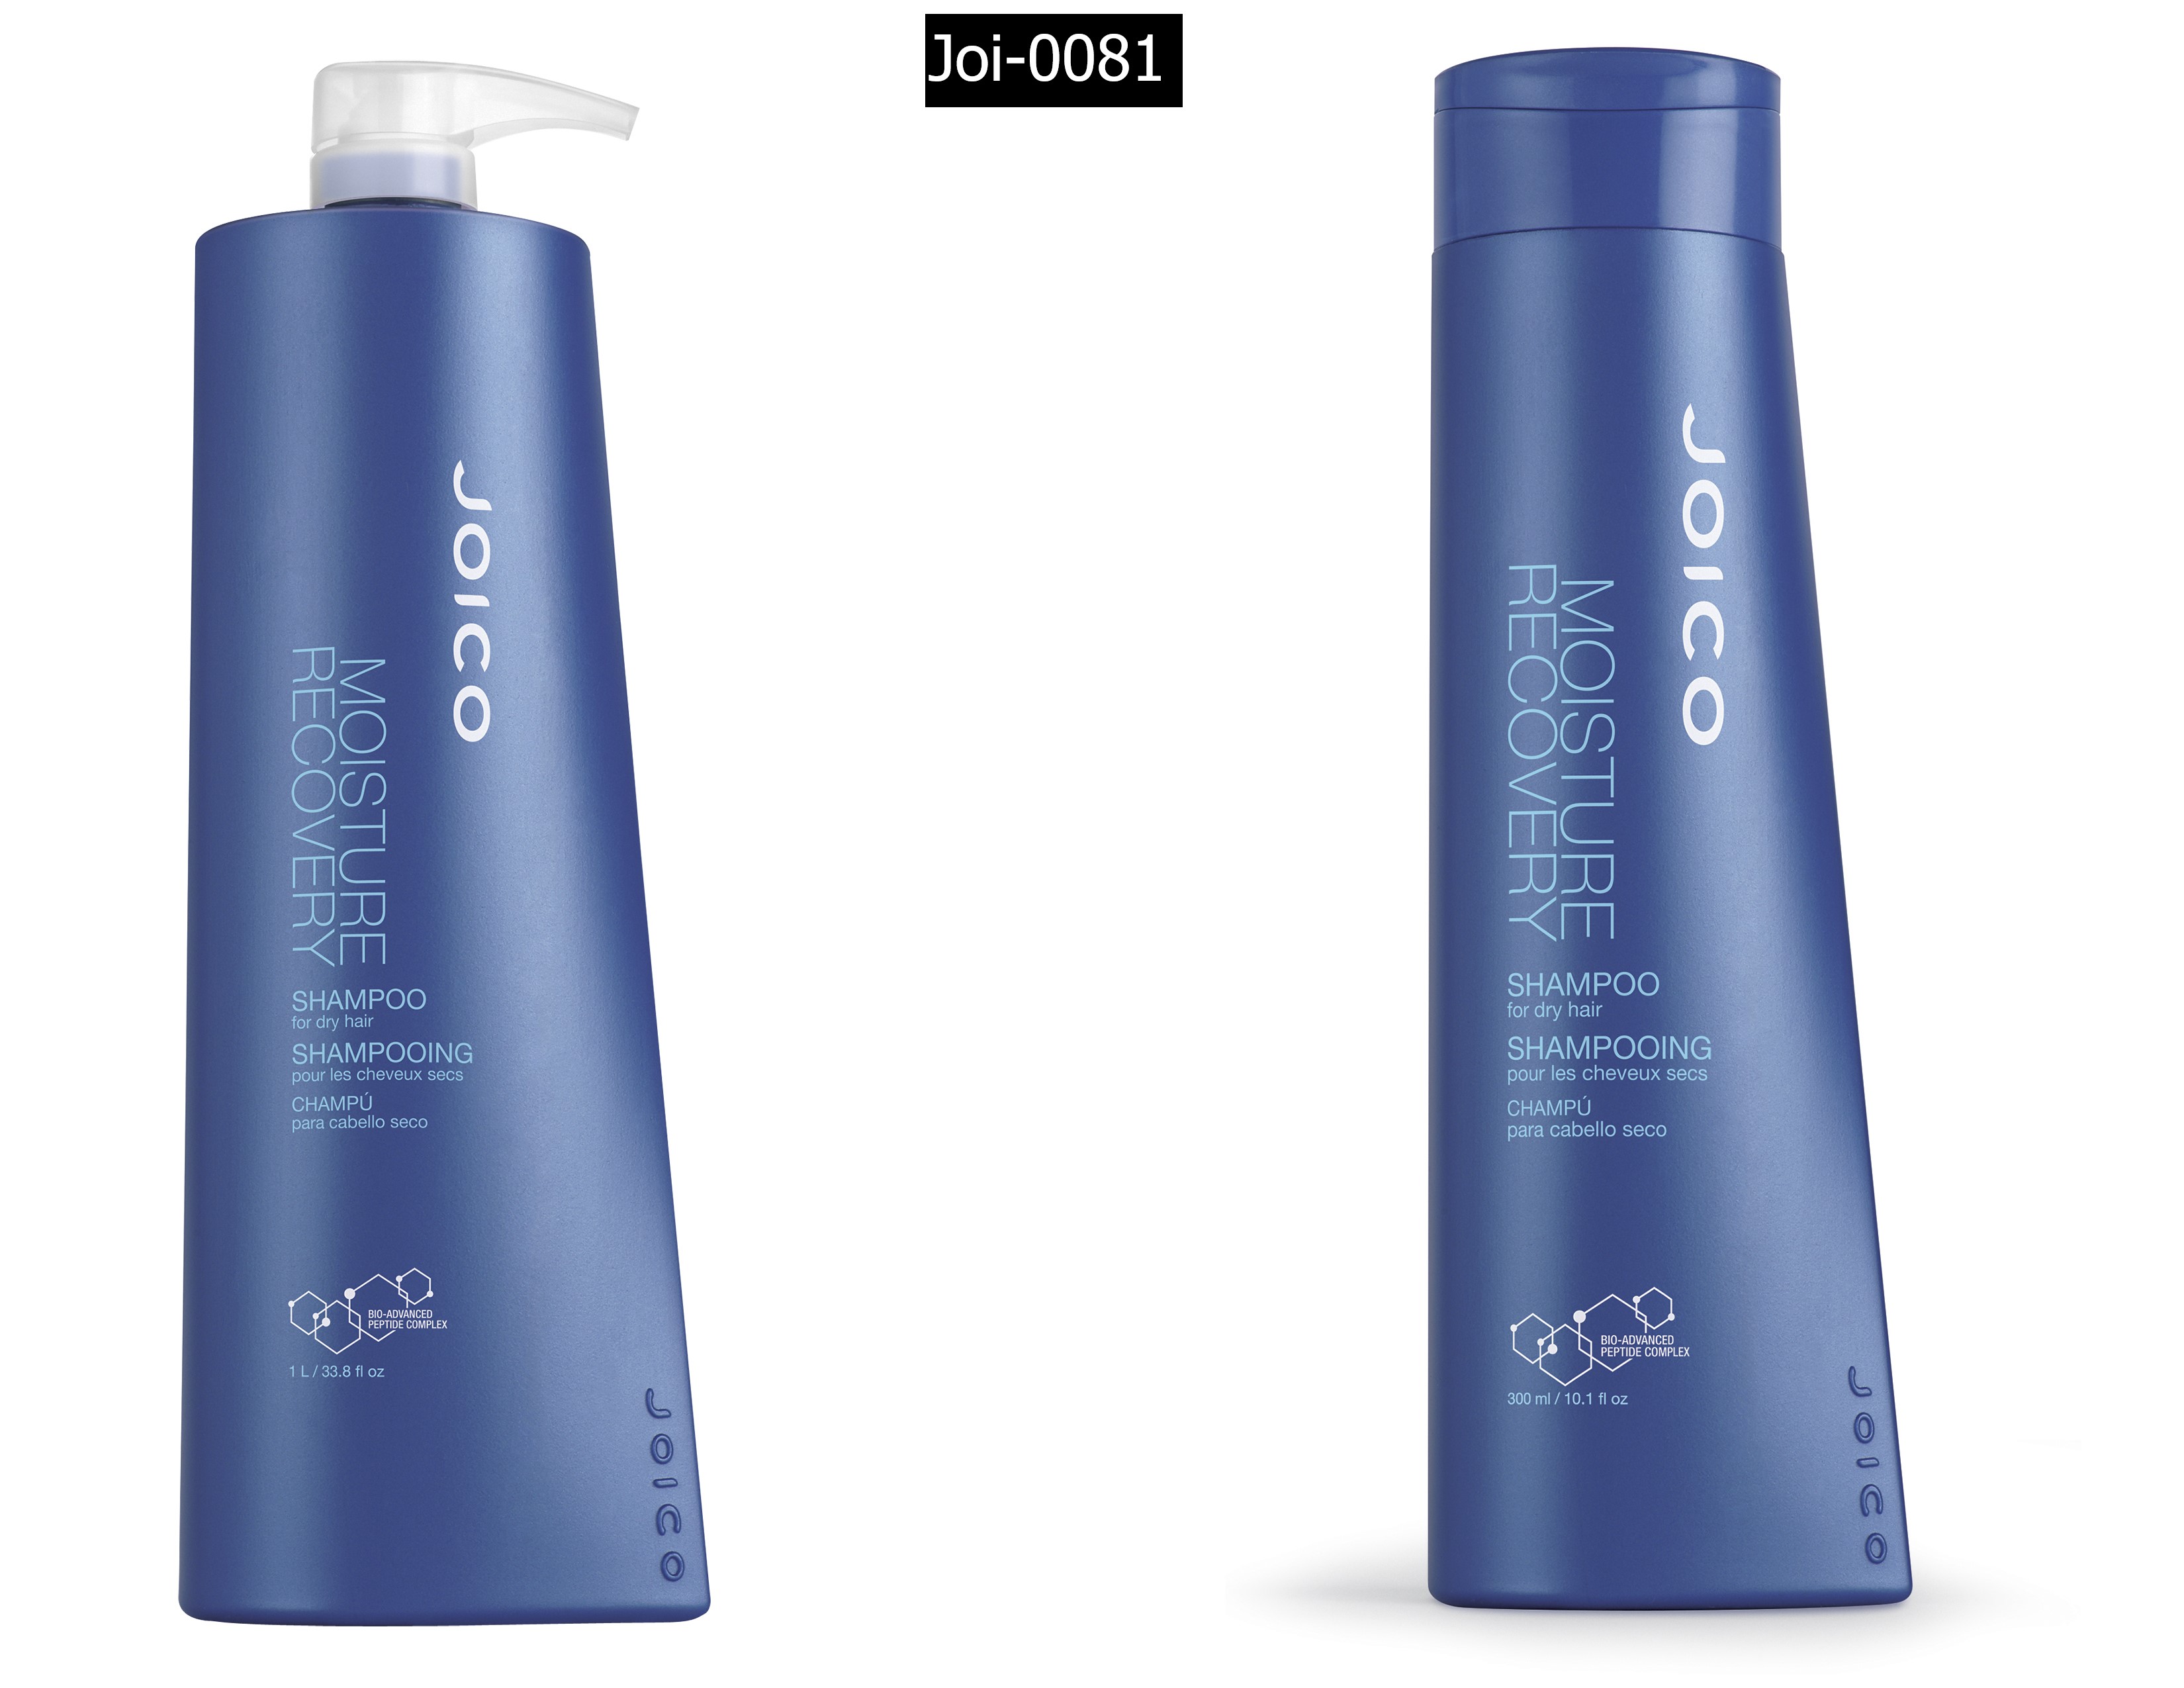 Joi-0081
JOICO
MOISTURE
RECOVERY
SHAMPOO
for dry hair
SHAMPOOING
pour les cheveux secs
CHAMPÚ
para cabello seco
BIO-ADVANCED
PEPTIDE COMPLEX
1 L / 33.8 fl oz
JOICO
JOICO
MOISTURE
RECOVERY
SHAMPOO
for dry hair
SHAMPOOING
pour les cheveux secs
CHAMPÚ
para cabello seco
BIO-ADVANCED
PEPTIDE COMPLEX
300 ml / 10.1 fl oz
JOICO